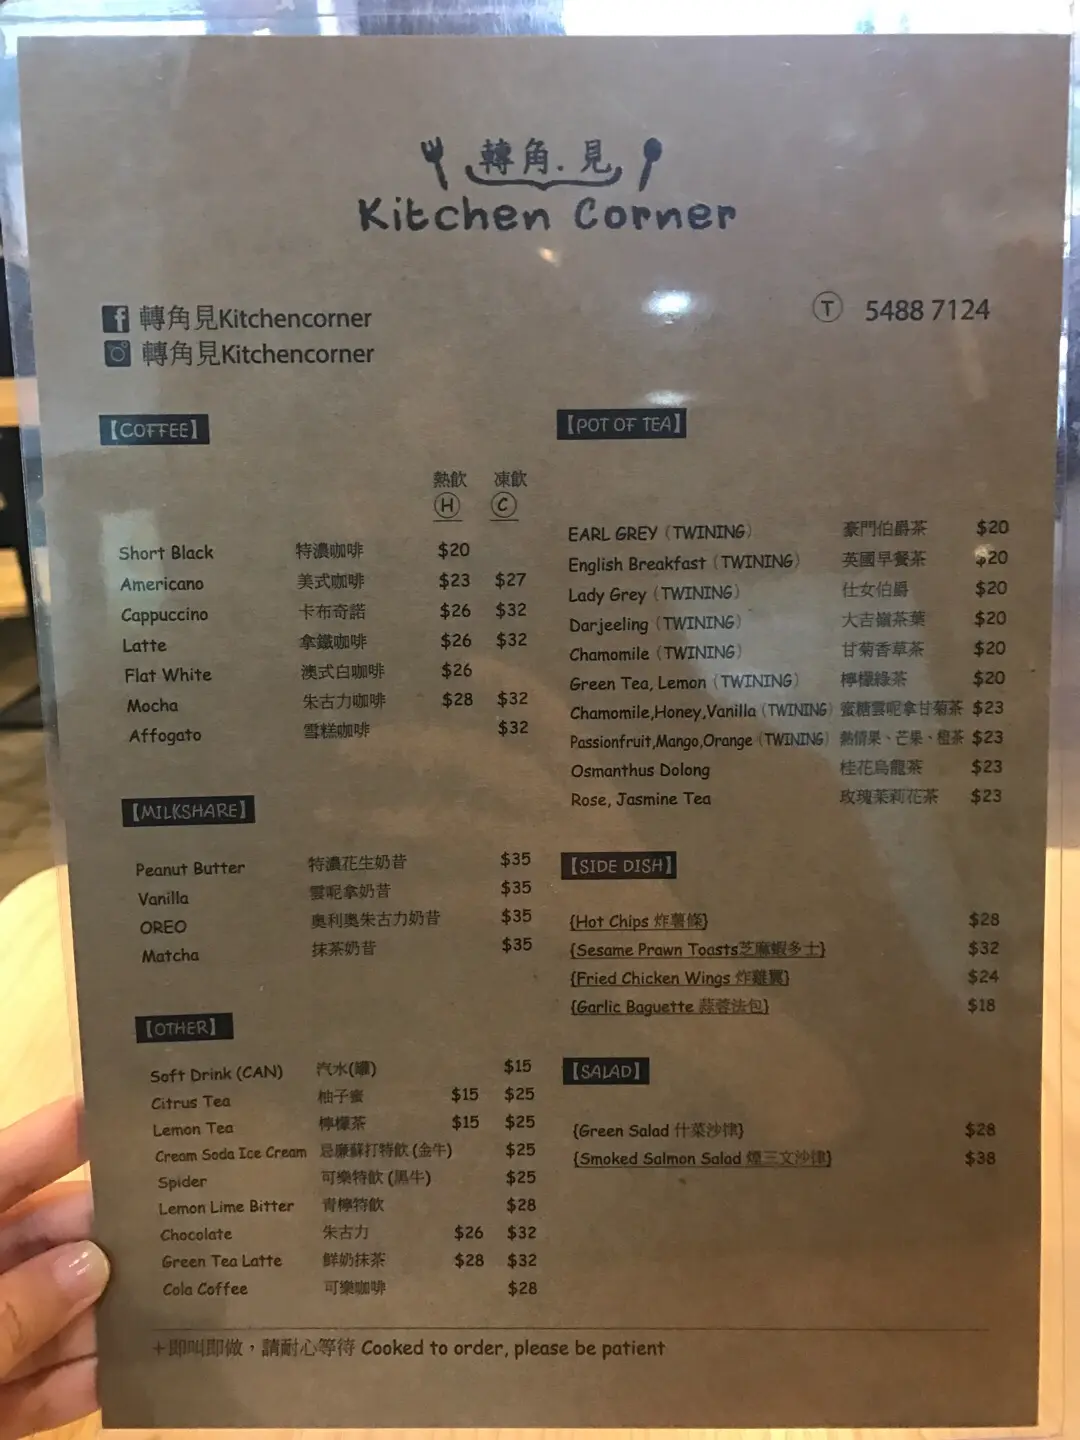 轉角.見
Kitchen Corner
轉角見Kitchencorner
轉角見Kitchencorner
T 5488 7124
【COFFEE】
熱飲 凍飲
H C
Short Black 特濃咖啡 $20
Americano 美式咖啡 $23 $27
Cappuccino 卡布奇諾 $26 $32
Latte 拿鐵咖啡 $26 $32
Flat White 澳式白咖啡 $26
Mocha 朱古力咖啡 $28 $32
Affogato 雪糕咖啡 $32
【MILKSHARE】
Peanut Butter 特濃花生奶昔 $35
Vanilla 雲呢拿奶昔 $35
OREO 奧利奧朱古力奶昔 $35
Matcha 抹茶奶昔 $35
【OTHER】
Soft Drink (CAN) 汽水(罐) $15
Citrus Tea 柚子蜜 $15 $25
Lemon Tea 檸檬茶 $15 $25
Cream Soda Ice Cream 忌廉蘇打特飲 (金牛) $25
Spider 可樂特飲 (黑牛) $25
Lemon Lime Bitter 青檸特飲 $28
Chocolate 朱古力 $26 $32
Green Tea Latte 鮮奶抹茶 $28 $32
Cola Coffee 可樂咖啡 $28
【POT OF TEA】
EARL GREY (TWINING) 豪門伯爵茶 $20
English Breakfast (TWINING) 英國早餐茶 $20
Lady Grey (TWINING) 仕女伯爵 $20
Darjeeling (TWINING) 大吉嶺茶葉 $20
Chamomile (TWINING) 甘菊香草茶 $20
Green Tea, Lemon (TWINING) 檸檬綠茶 $20
Chamomile,Honey,Vanilla (TWINING) 蜜糖雲呢拿甘菊茶 $23
Passionfruit,Mango,Orange (TWINING) 熱情果、芒果、橙茶 $23
Osmanthus Oolong 桂花烏龍茶 $23
Rose, Jasmine Tea 玫瑰茉莉花茶 $23
【SIDE DISH】
{Hot Chips 炸薯條} $28
{Sesame Prawn Toasts芝麻蝦多士} $32
{Fried Chicken Wings 炸雞翼} $24
{Garlic Baguette 蒜蓉法包} $18
【SALAD】
{Green Salad 什菜沙律} $28
{Smoked Salmon Salad 煙三文沙律} $38
+即叫即做，請耐心等待 Cooked to order, please be patient